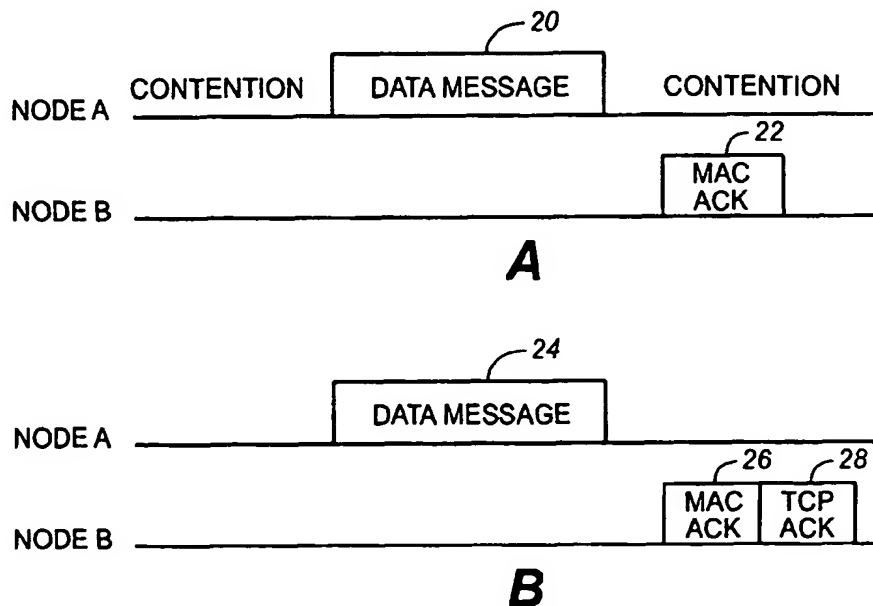 20
CONTENTION DATA MESSAGE CONTENTION
NODE A
22
MAC
ACK
NODE B
A
24
DATA MESSAGE
NODE A
26 28
MAC TCP
ACK ACK
NODE B
B